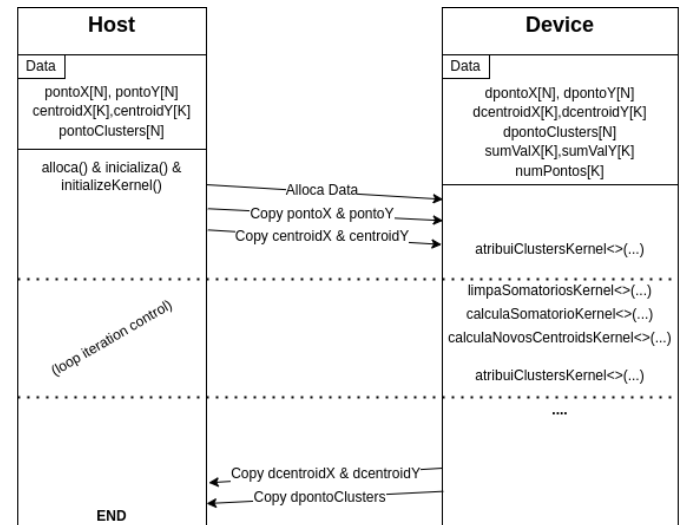 Host
Data
pontoX[N], pontoY[N]
centroidX[K],centroidY[K]
pontoClusters[N]
alloca() & inicializa() &
initializeKernel()
(loop iteration control)
END
Alloca Data
Copy pontoX & pontoY
Copy centroidX & centroidY
Copy dcentroidX & dcentroidY
Copy dpontoClusters
Device
Data
dpontoX[N], dpontoY[N]
dcentroidX[K],dcentroidY[K]
dpontoClusters[N]
sumValX[K],sumValY[K]
numPontos[K]
atribuiClustersKernel<>(...)
limpaSomatoriosKernel<>(...)
calculaSomatorioKernel<>(...)
calculaNovosCentroidsKernel<>(...)
atribuiClustersKernel<>(...)
....